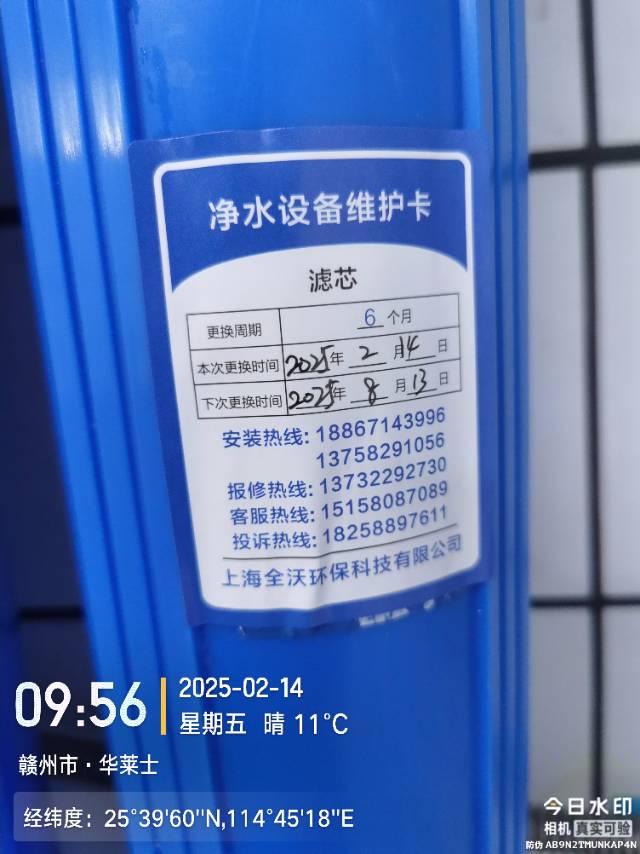 净水设备维护卡
滤芯
更换周期 6个月
本次更换时间 2025年 2月14日
下次更换时间 2025年 8月13日
安装热线: 18867143996
13758291056
报修热线: 13732292730
客服热线: 15158087089
投诉热线: 18258897611
上海全沃环保科技有限公司
09:56
2025-02-14
星期五 晴 11°C
赣州市·华莱士
经纬度: 25°39'60"N,114°45'18"E
今日水印
相机 真实可验
防伪 AB9N2TMUNKAP4N